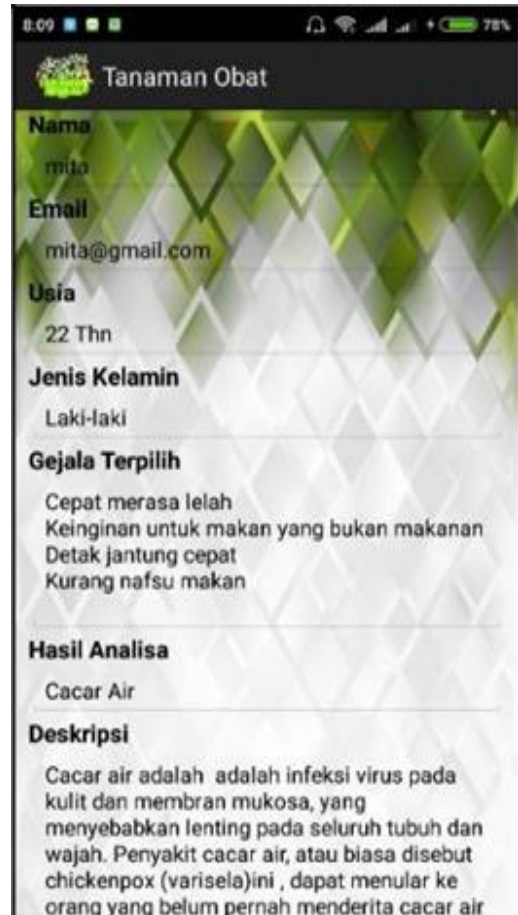 8:09 78%
Tanaman Obat
Nama
mita
Email
mita@gmail.com
Usia
22 Thn
Jenis Kelamin
Laki-laki
Gejala Terpilih
Cepat merasa lelah
Keinginan untuk makan yang bukan makanan
Detak jantung cepat
Kurang nafsu makan
Hasil Analisa
Cacar Air
Deskripsi
Cacar air adalah  adalah infeksi virus pada
kulit dan membran mukosa, yang
menyebabkan lenting pada seluruh tubuh dan
wajah. Penyakit cacar air, atau biasa disebut
chickenpox (varisela)ini , dapat menular ke
orang yang belum pernah menderita cacar air